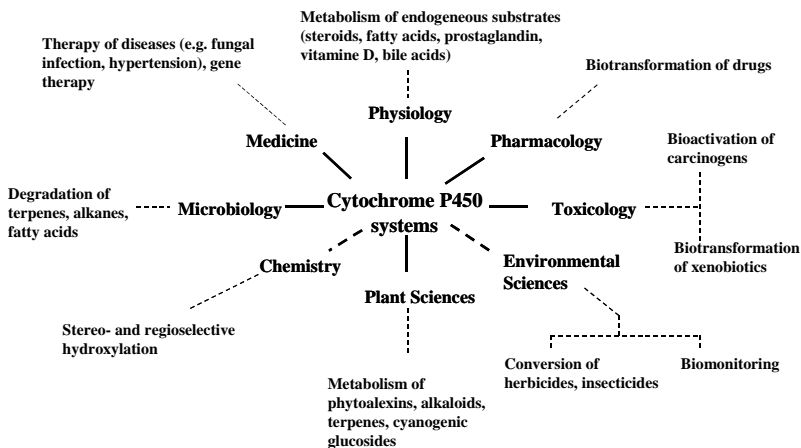 Metabolism of endogeneous substrates
(steroids, fatty acids, prostaglandin,
vitamine D, bile acids)
Therapy of diseases (e.g. fungal
infection, hypertension), gene
therapy
Biotransformation of drugs
Physiology
Medicine
Pharmacology
Bioactivation of
carcinogens
Degradation of
terpenes, alkanes,
fatty acids
Microbiology
Cytochrome P450
systems
Toxicology
Biotransformation
of xenobiotics
Chemistry
Environmental
Sciences
Plant Sciences
Stereo- and regioselective
hydroxylation
Conversion of
herbicides, insecticides
Biomonitoring
Metabolism of
phytoalexins, alkaloids,
terpenes, cyanogenic
glucosides